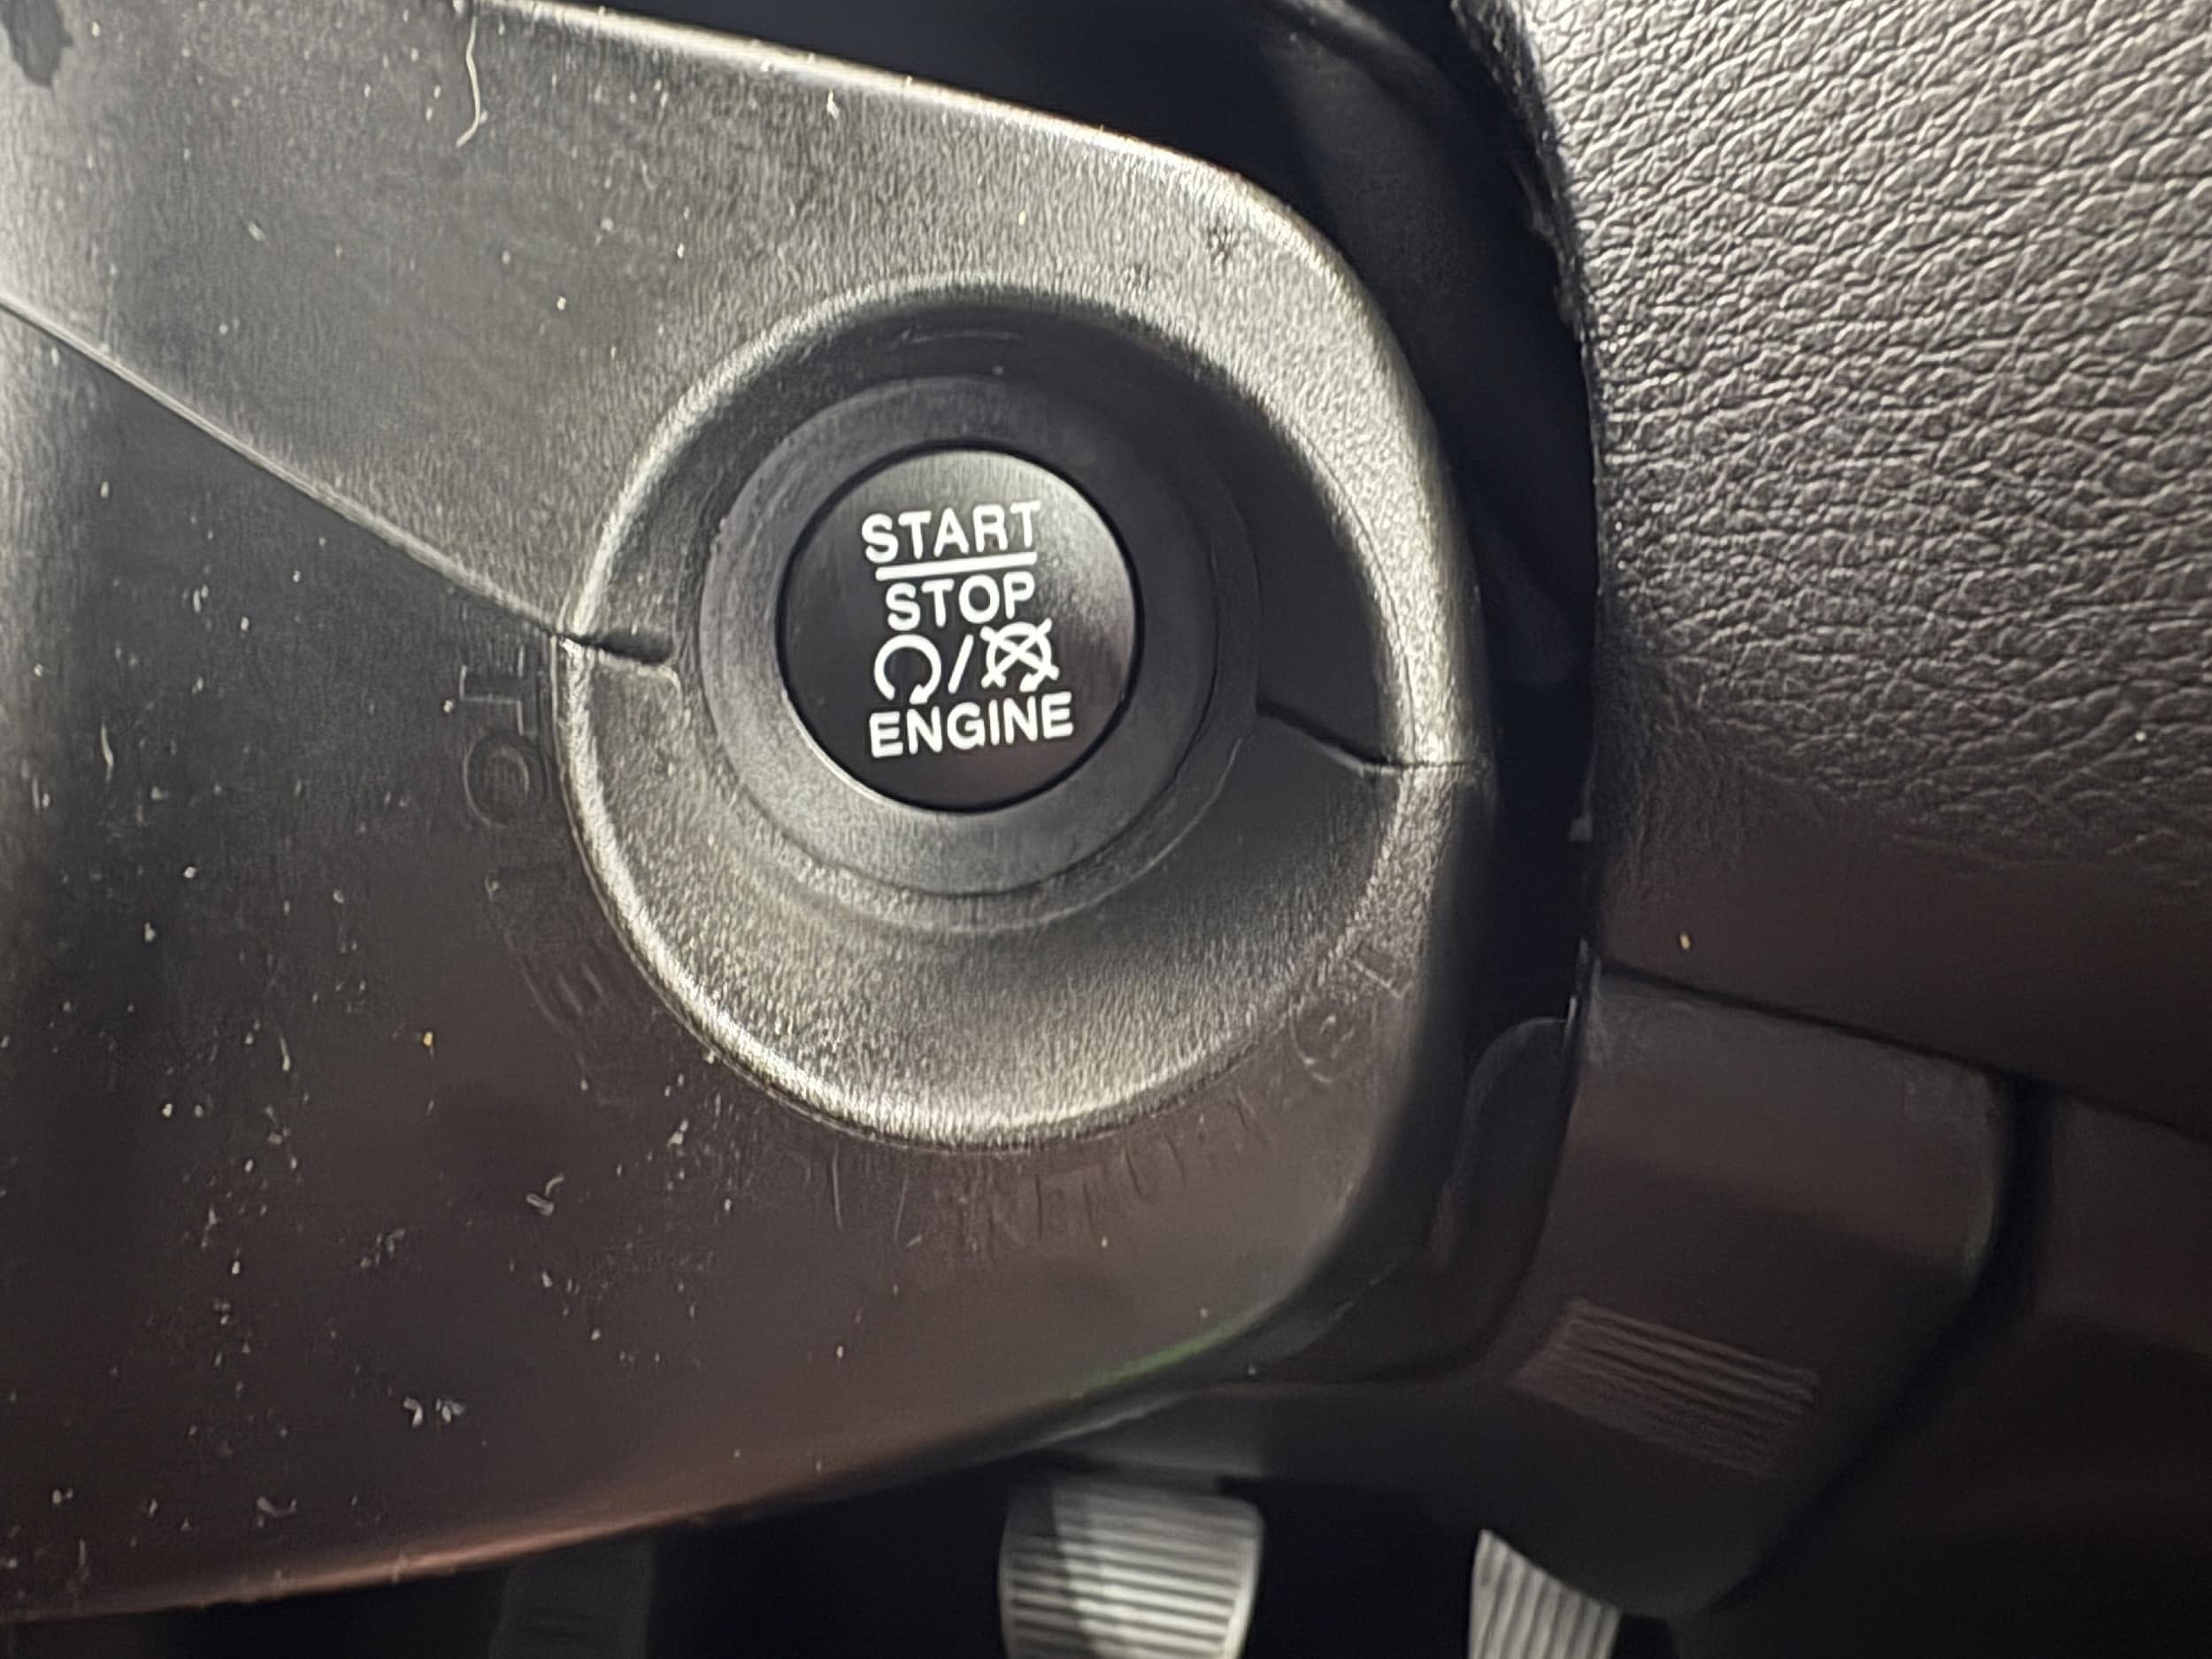 START
STOP
/
ENGINE